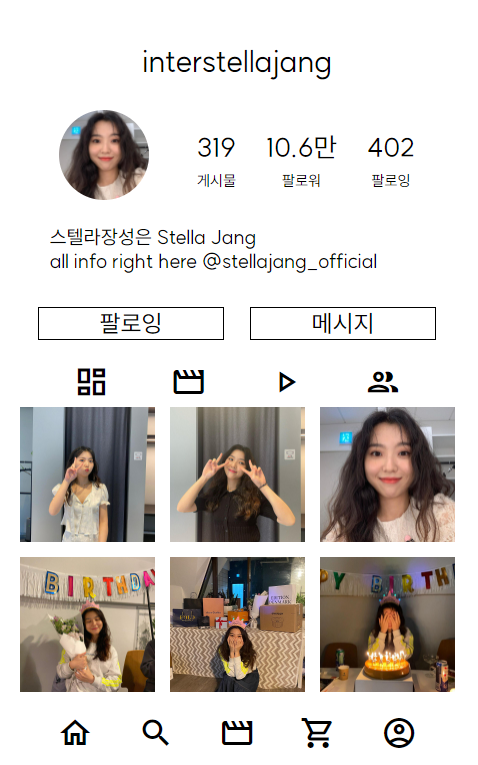 interstellajang
319 10.6만 402
게시물 팔로워 팔로잉
스텔라장성은 Stella Jang
all info right here @stellajang_official
팔로잉 메시지
BIRTHDA
PY BIRTH